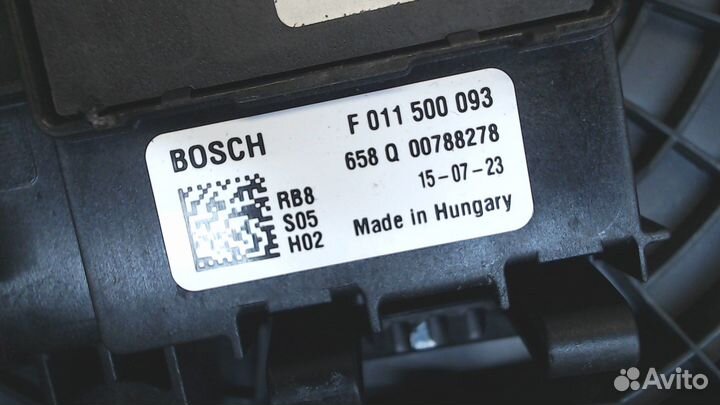 BOSCH
F 011 500 093
658 Q 00788278
15-07-23
RB8
S05
H02
Made in Hungary
Avito